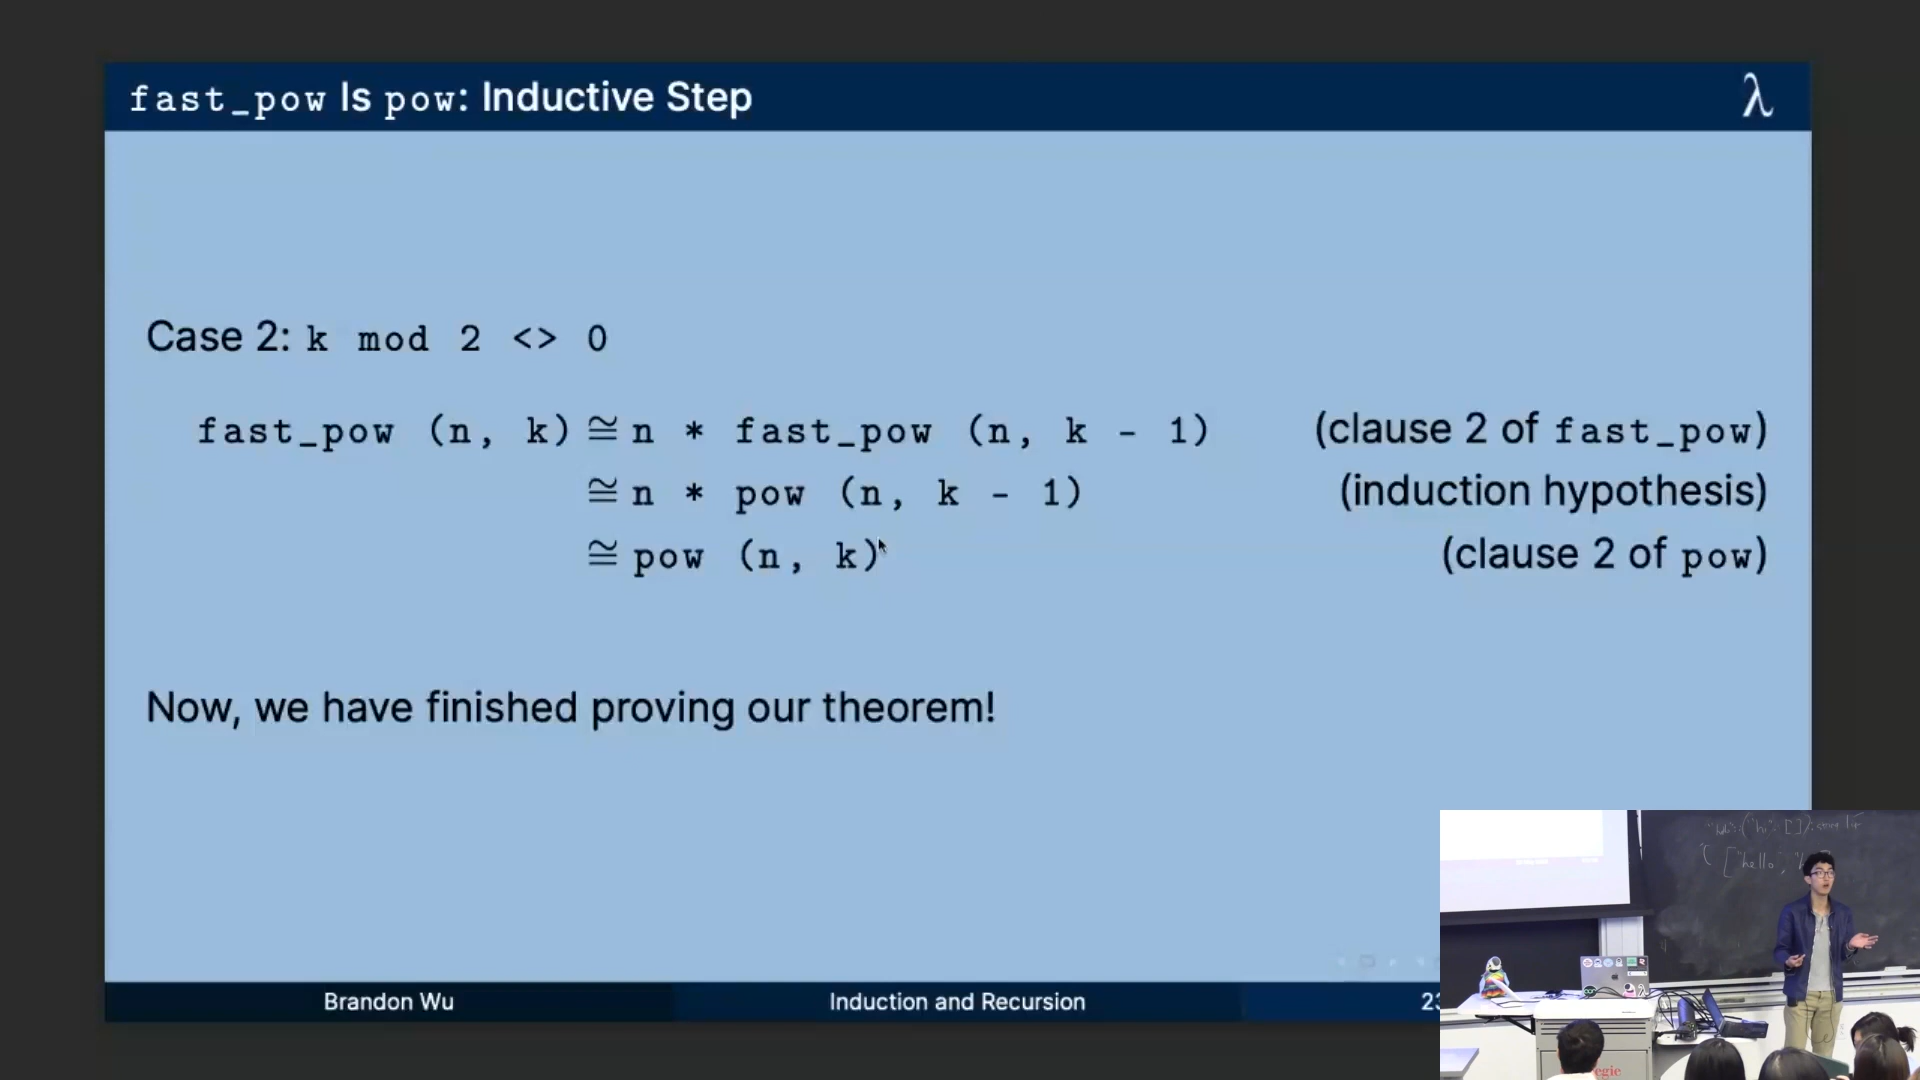 fast_pow Is pow: Inductive Step λ
Case 2: k mod 2 <> 0
fast_pow (n, k) ≅ n * fast_pow (n, k - 1) (clause 2 of fast_pow)
≅ n * pow (n, k - 1) (induction hypothesis)
≅ pow (n, k) (clause 2 of pow)
Now, we have finished proving our theorem!
Brandon Wu Induction and Recursion
["hello",
egie